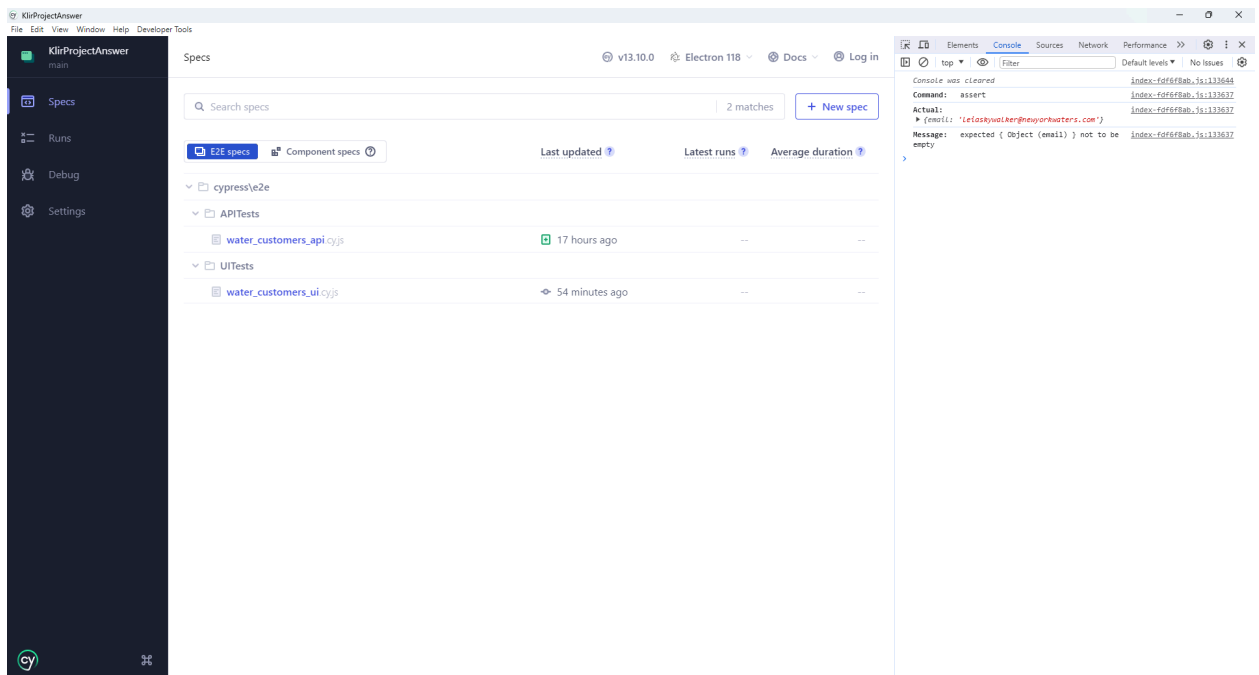 KlirProjectAnswer
File Edit View Window Help Developer Tools
KlirProjectAnswer
main
Specs
Runs
Debug
Settings
cy
Specs
v13.10.0
Electron 118
Docs
Log in
Search specs
2 matches
+ New spec
E2E specs
Component specs
Last updated ?
Latest runs ?
Average duration ?
cypress\e2e
APITests
water_customers_api.cy.js
17 hours ago
--
--
UITests
water_customers_ui.cy.js
54 minutes ago
--
--
Elements Console Sources Network Performance
top
Filter
Default levels
No Issues
Console was cleared index-fdf6f8ab.js:133644
Command: assert index-fdf6f8ab.js:133637
Actual: index-fdf6f8ab.js:133637
{email: 'leiaskywalker@newyorkwaters.com'}
Message: expected { Object (email) } not to be index-fdf6f8ab.js:133637
empty